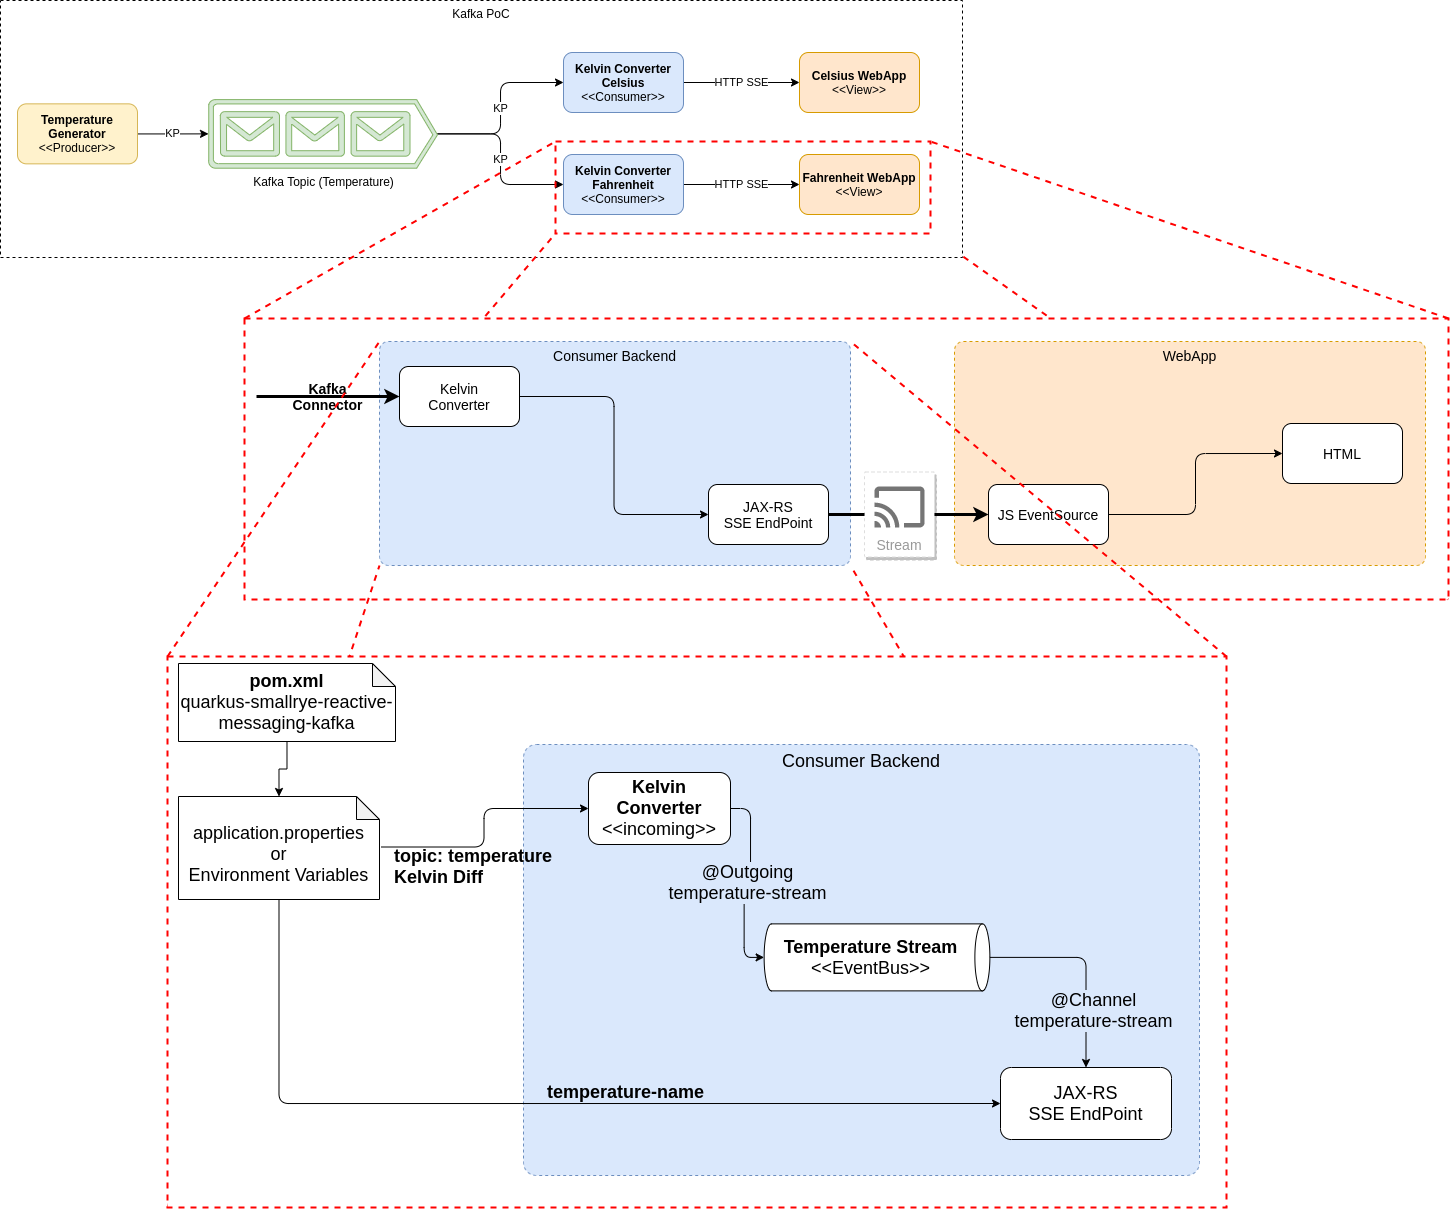 Kafka PoC
Temperature
Generator
<<Producer>>
KP
Kafka Topic (Temperature)
KP
KP
Kelvin Converter
Celsius
<<Consumer>>
HTTP SSE
Celsius WebApp
<<View>>
Kelvin Converter
Fahrenheit
<<Consumer>>
HTTP SSE
Fahrenheit WebApp
<<View>
Consumer Backend
WebApp
Kafka
Connector
Kelvin
Converter
HTML
JAX-RS
SSE EndPoint
Stream
JS EventSource
pom.xml
quarkus-smallrye-reactive-
messaging-kafka
Consumer Backend
Kelvin
Converter
<<incoming>>
application.properties
or
Environment Variables
topic: temperature
Kelvin Diff
@Outgoing
temperature-stream
Temperature Stream
<<EventBus>>
@Channel
temperature-stream
temperature-name
JAX-RS
SSE EndPoint